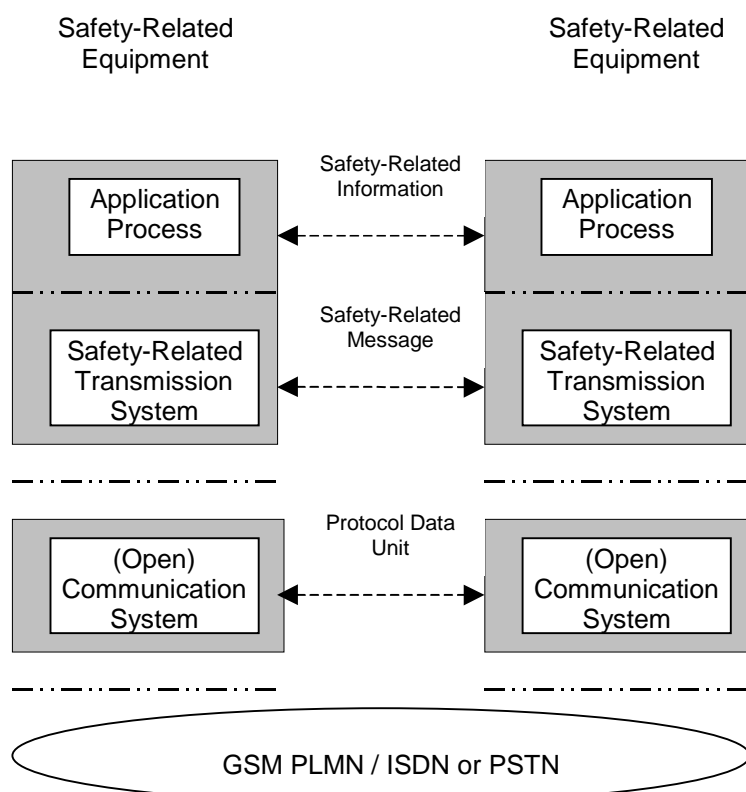 Safety-Related
Equipment
Safety-Related
Equipment
Application
Process
Safety-Related
Information
Application
Process
Safety-Related
Transmission
System
Safety-Related
Message
Safety-Related
Transmission
System
(Open)
Communication
System
Protocol Data
Unit
(Open)
Communication
System
GSM PLMN / ISDN or PSTN